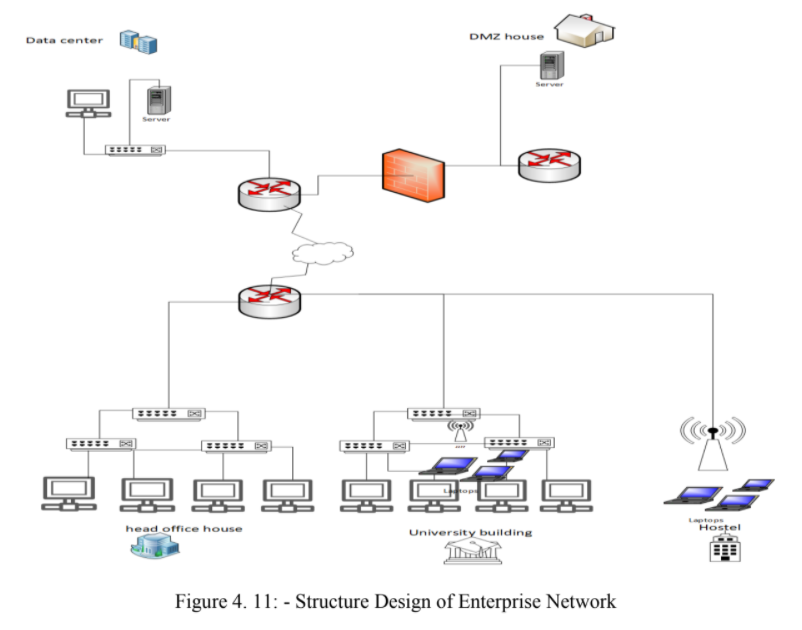 Data center
DMZ house
Server
Server
Laptops
Laptops
head office house
University building
Hostel
Figure 4. 11: - Structure Design of Enterprise Network